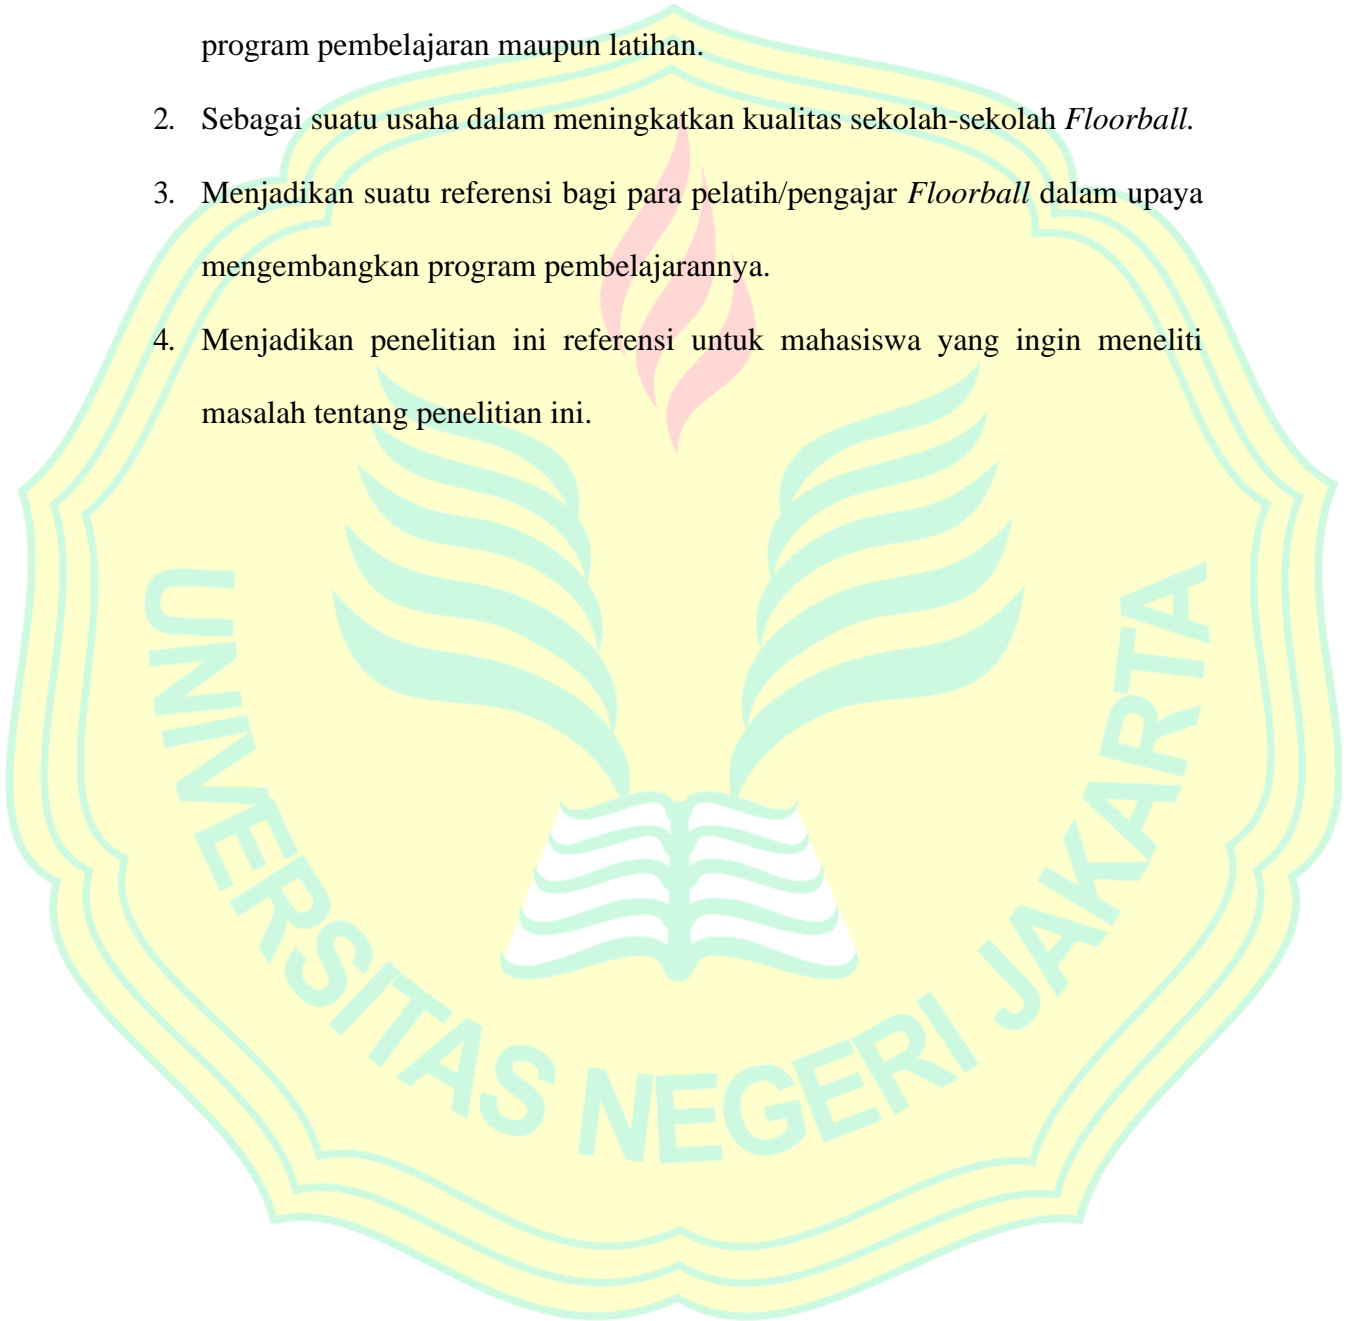 program pembelajaran maupun latihan.
2. Sebagai suatu usaha dalam meningkatkan kualitas sekolah-sekolah Floorball.
3. Menjadikan suatu referensi bagi para pelatih/pengajar Floorball dalam upaya
mengembangkan program pembelajarannya.
4. Menjadikan penelitian ini referensi untuk mahasiswa yang ingin meneliti
masalah tentang penelitian ini.
UNIVERSITAS NEGERI JAKARTA